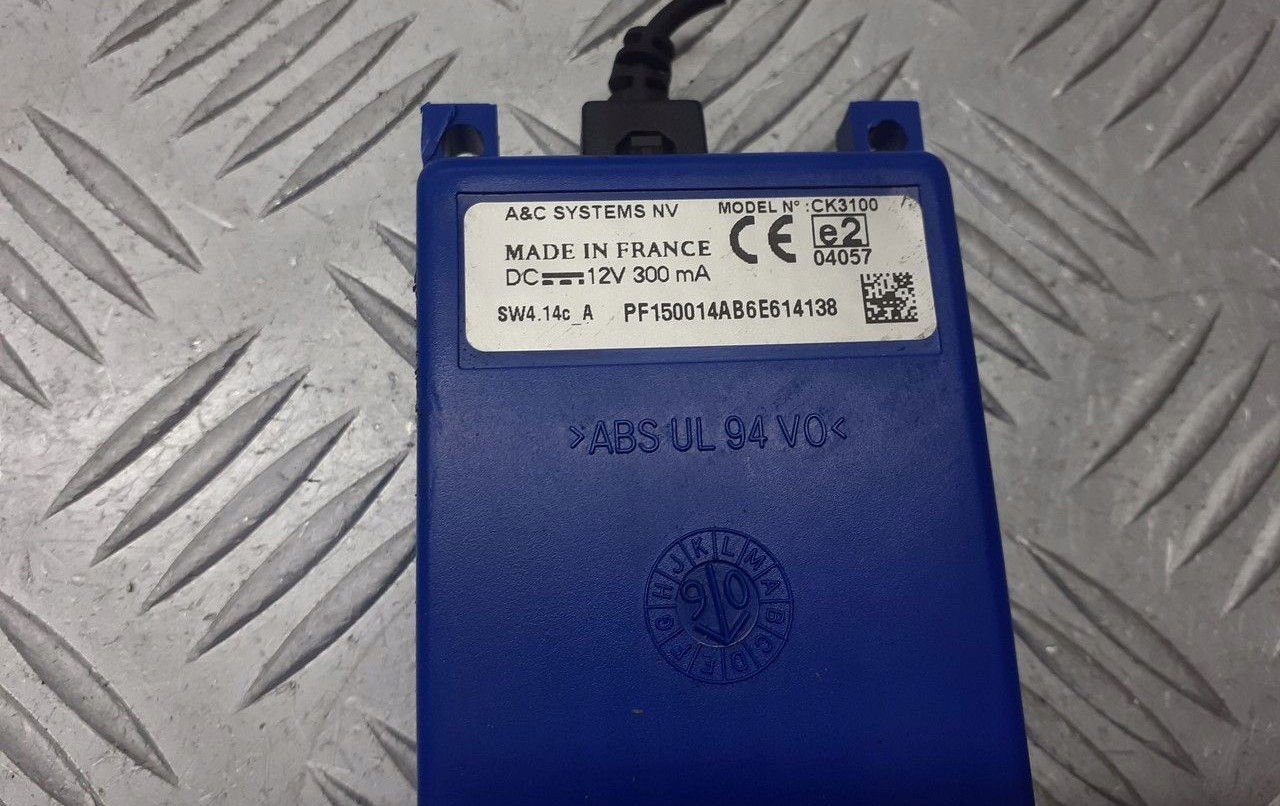 A&C SYSTEMS NV MODEL N° :CK3100
MADE IN FRANCE CE e2
DC 12V 300 mA 04057
SW4.14c_A PF150014AB6E614138
>ABS UL 94 V0<
A B C D E F G H J K L M